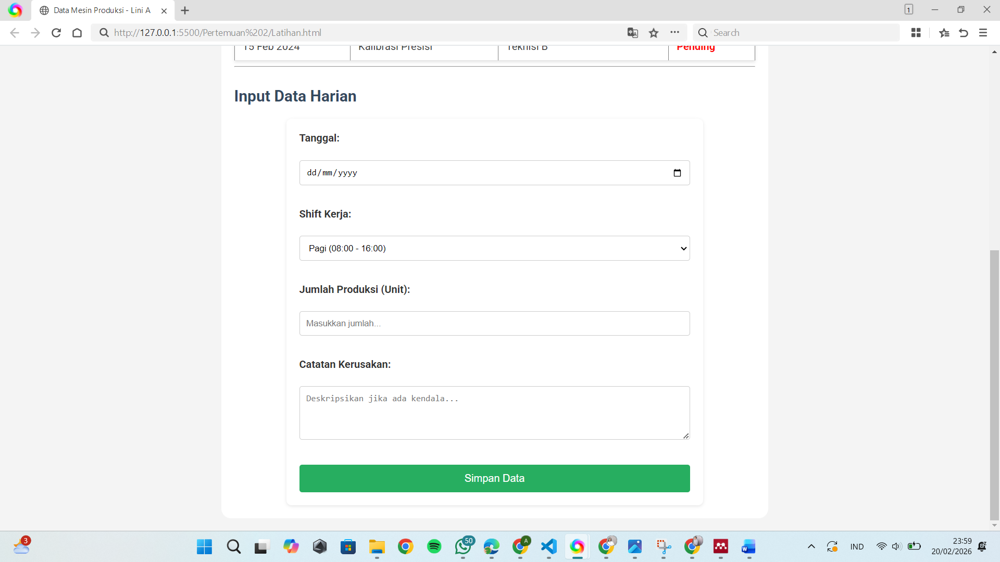 Data Mesin Produksi - Lini A
1
http://127.0.0.1:5500/Pertemuan%202/Latihan.html
Search
15 Feb 2024 Kalibrasi Presisi Teknisi B Pending
Input Data Harian
Tanggal:
dd/mm/yyyy
Shift Kerja:
Pagi (08:00 - 16:00)
Jumlah Produksi (Unit):
Masukkan jumlah...
Catatan Kerusakan:
Deskripsikan jika ada kendala...
Simpan Data
3
50
A
W
IND
23:59
20/02/2026